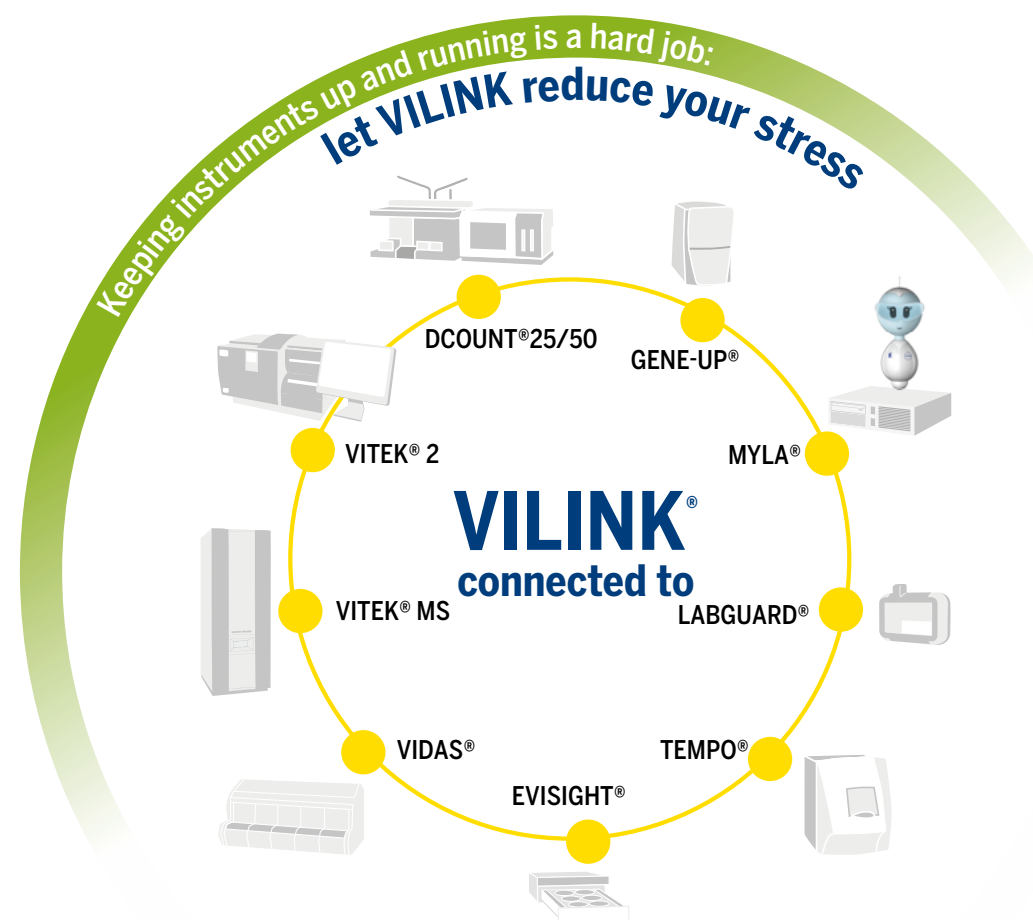 Keeping instruments up and running is a hard job:
let VILINK reduce your stress
DCOUNT®25/50
GENE-UP®
VITEK® 2
MYLA®
VILINK®
connected to
VITEK® MS
LABGUARD®
VIDAS®
TEMPO®
EVISIGHT®